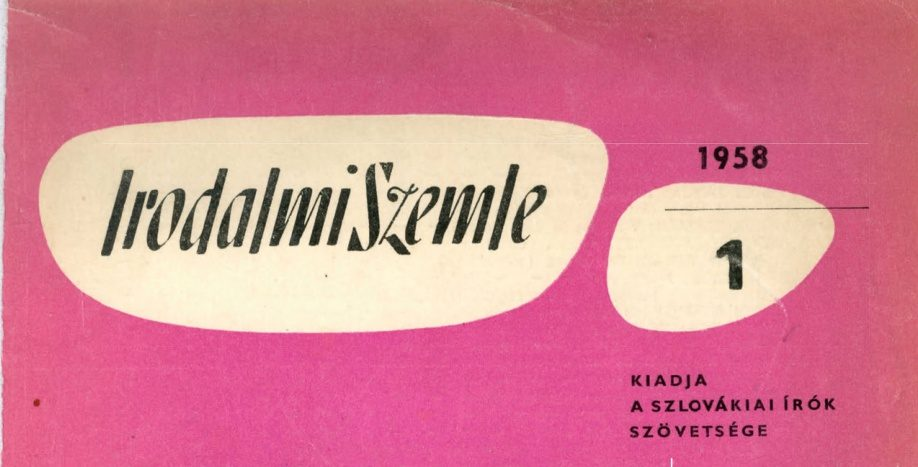 Irodalmi Szemle
1958
1
KIADJA
A SZLOVÁKIAI ÍRÓK
SZÖVETSÉGE